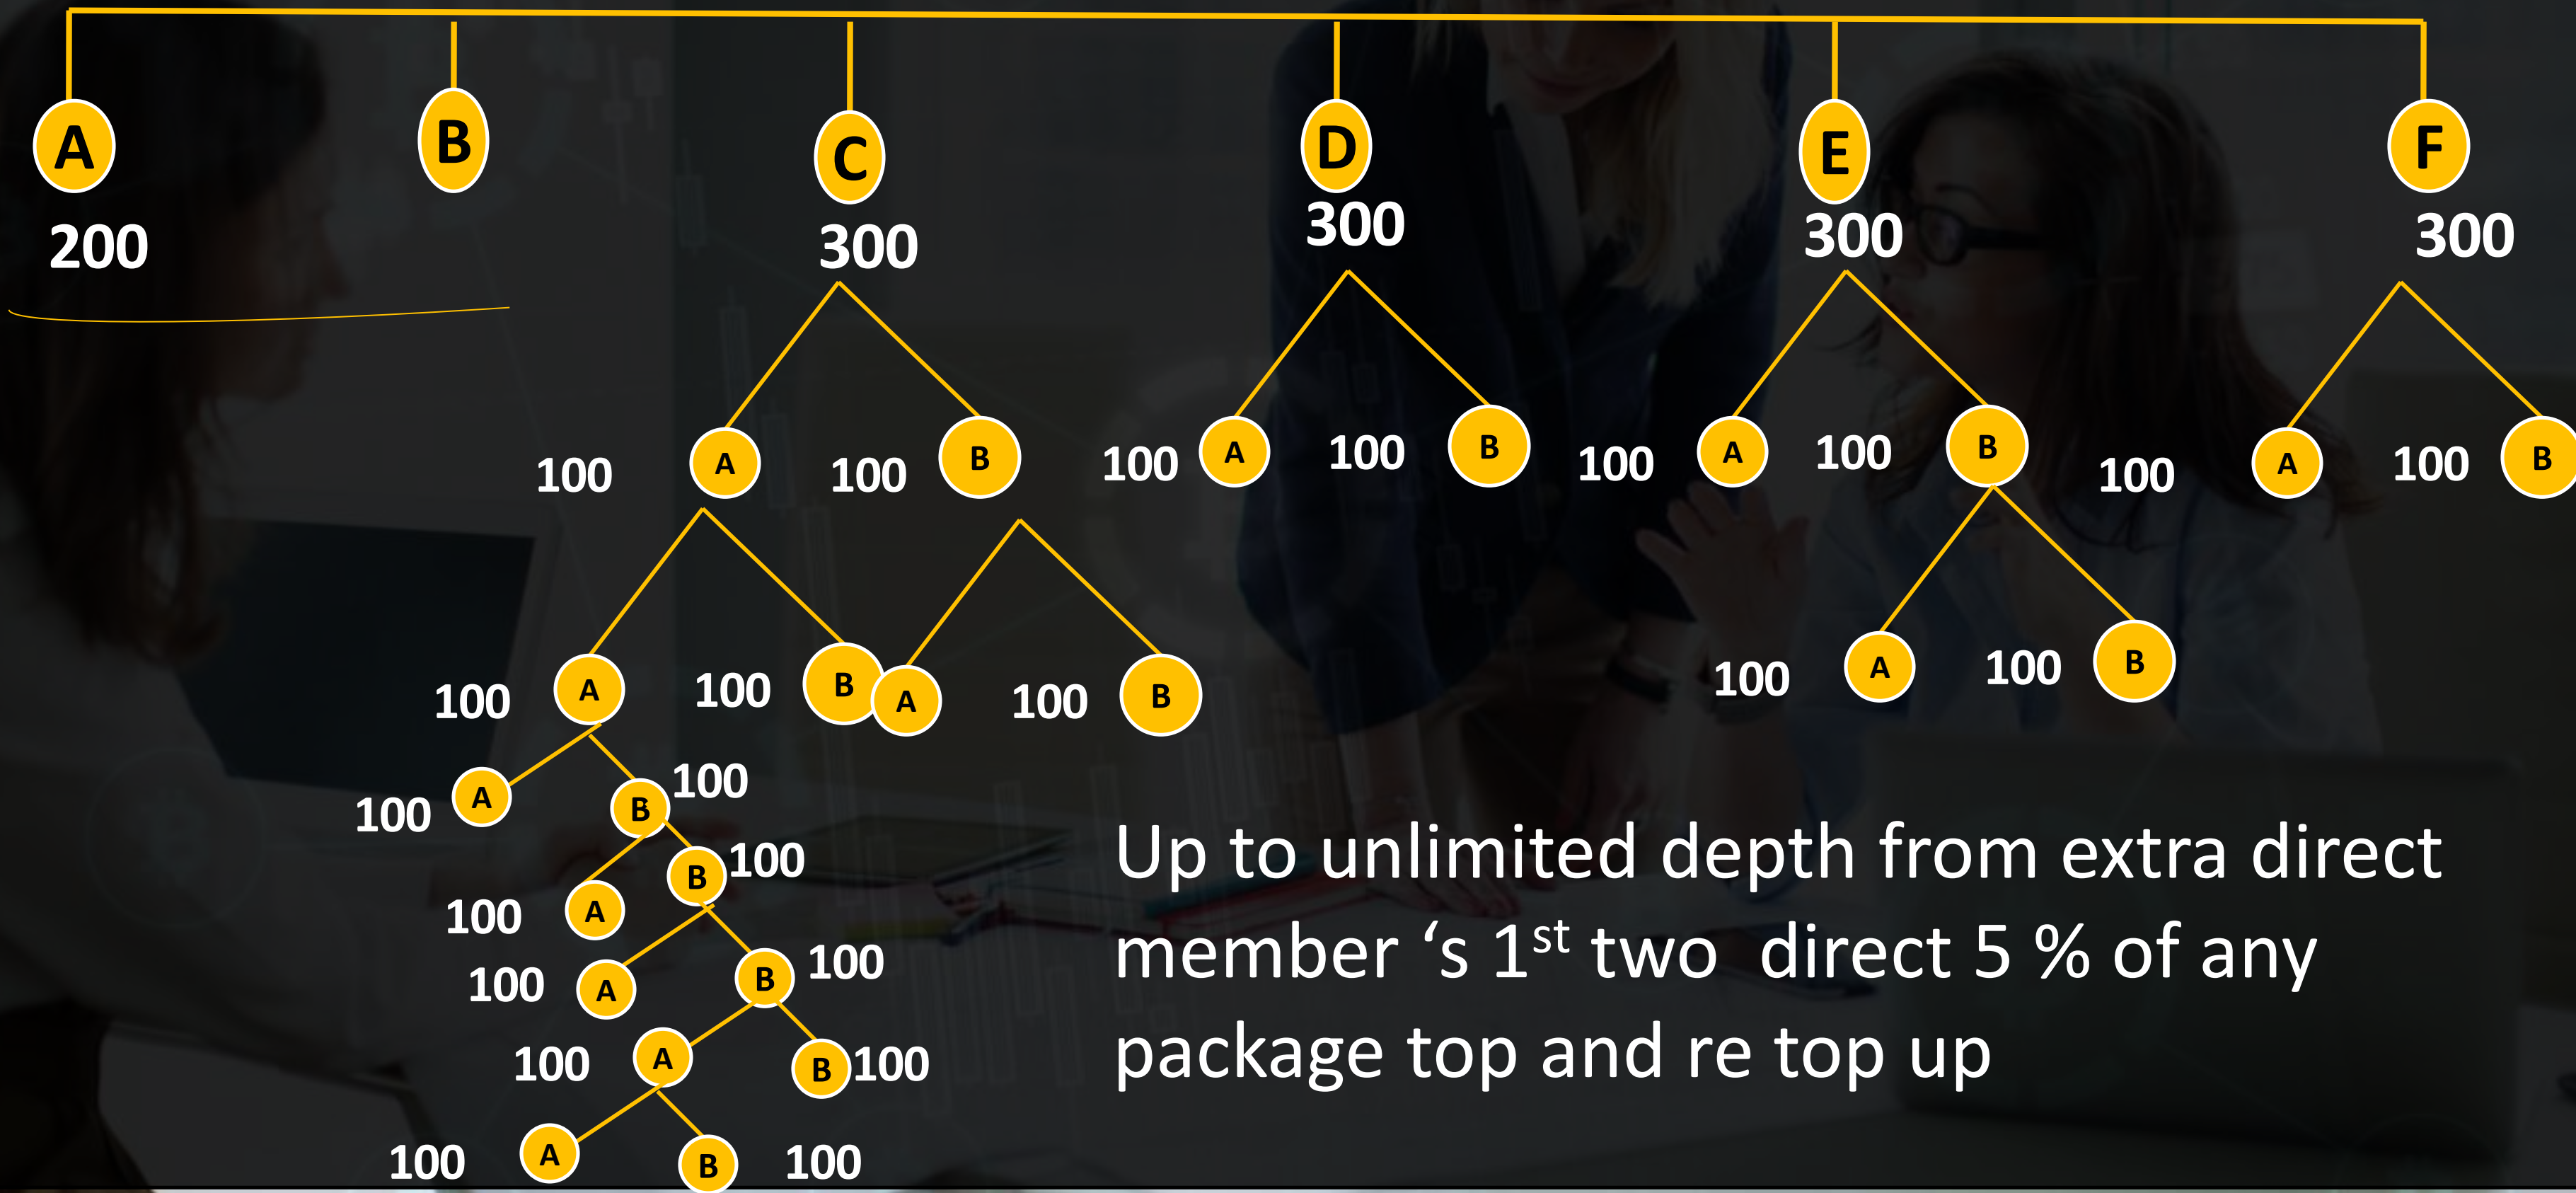 A B C D E F
200 300 300 300 300
100 A 100 B 100 A 100 B 100 A 100 B 100 A 100 B
100 A 100 B A 100 B 100 A 100 B
100 A B 100
B 100
100 A
100 A B 100
100 A B 100
100 A B 100
Up to unlimited depth from extra direct
member ‘s 1st two direct 5 % of any
package top and re top up